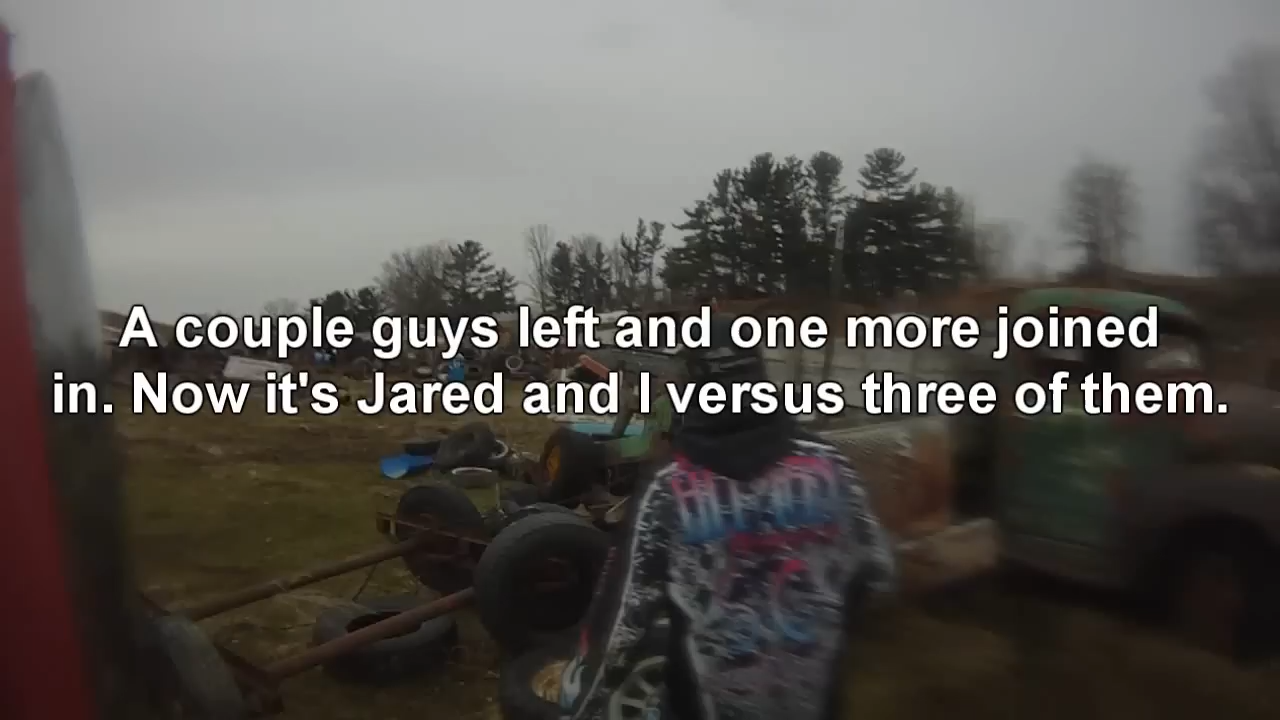 A couple guys left and one more joined
in. Now it's Jared and I versus three of them.